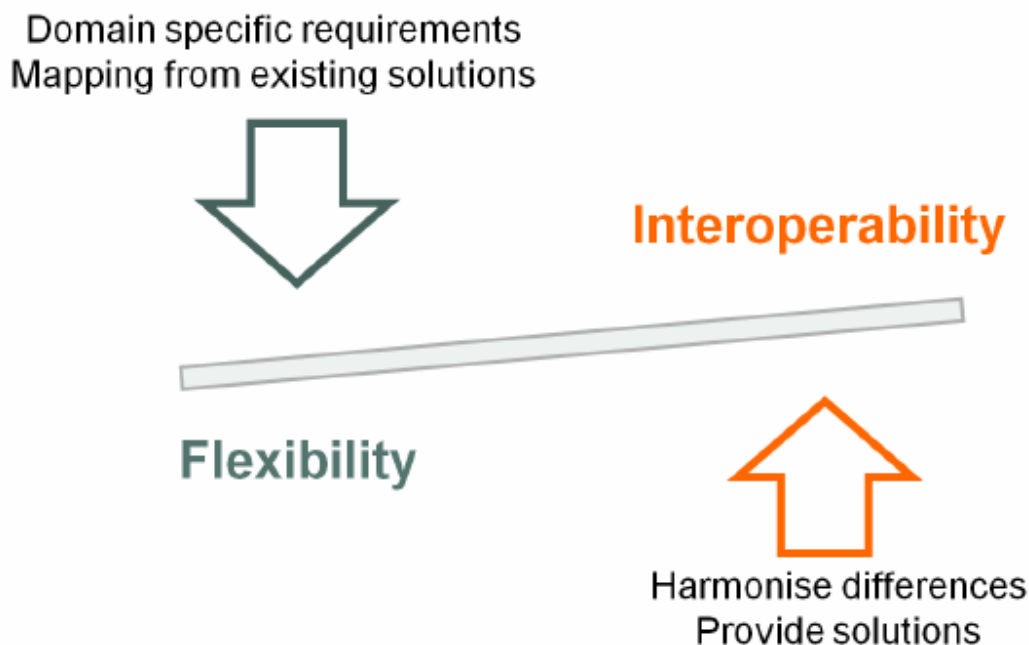 Domain specific requirements
Mapping from existing solutions
Interoperability
Flexibility
Harmonise differences
Provide solutions